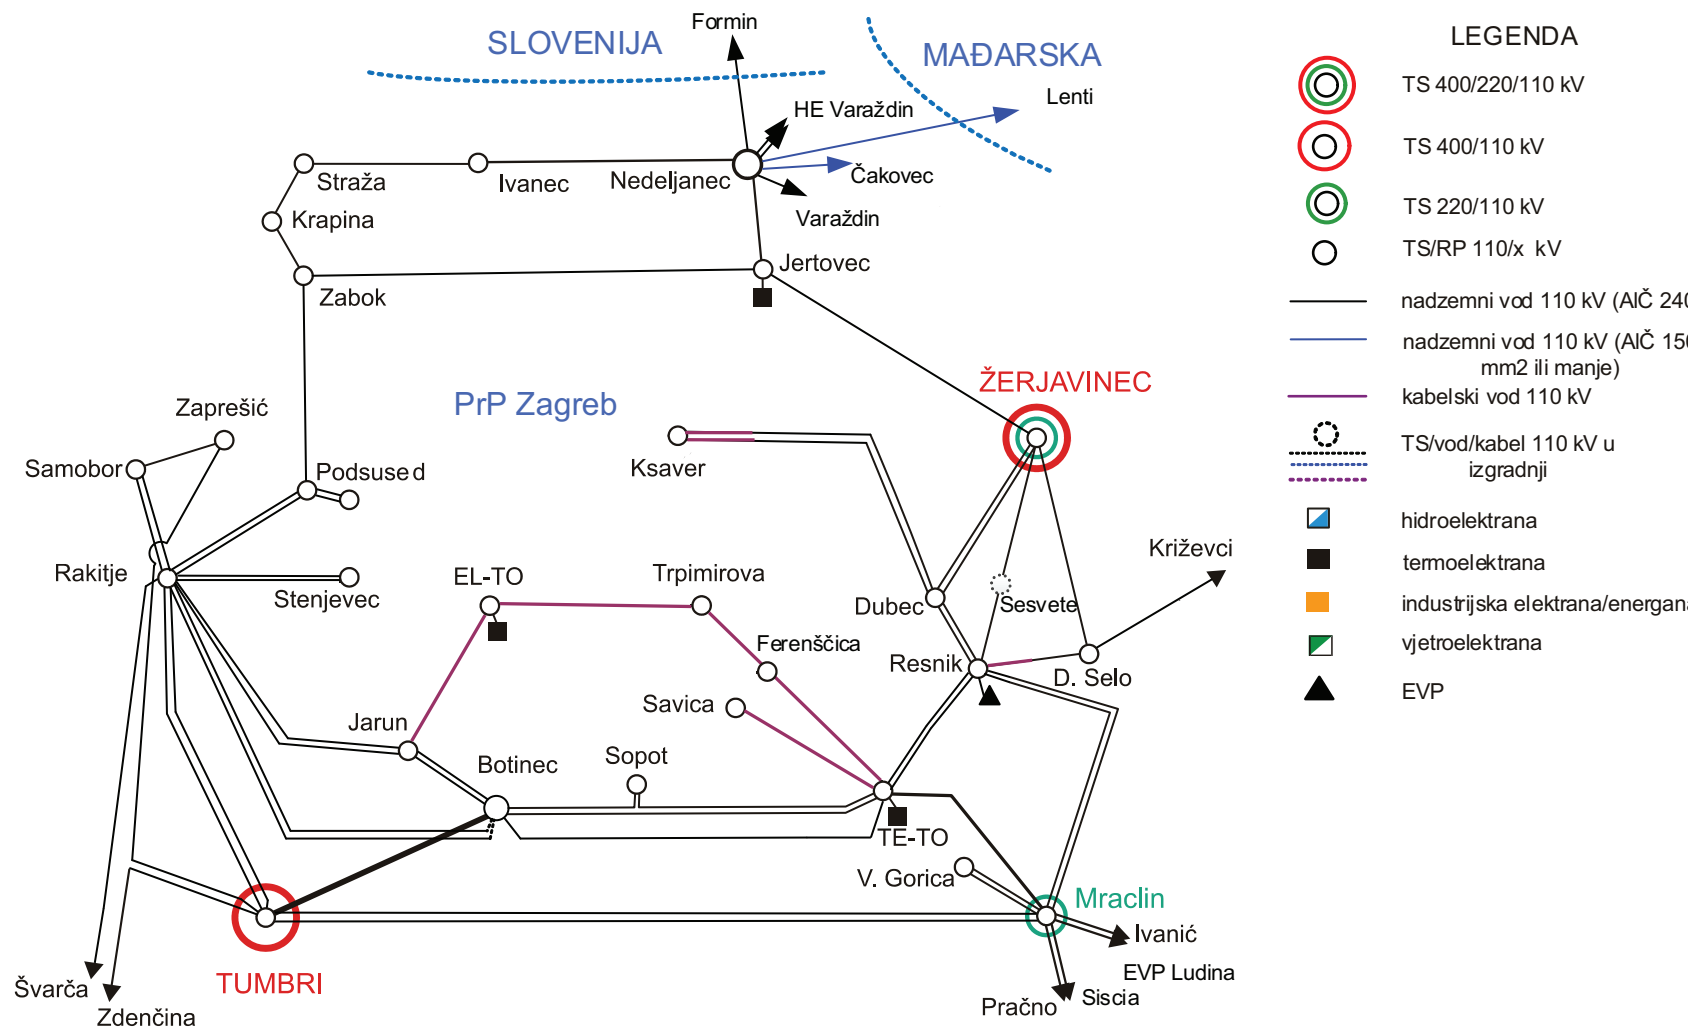 Formin
SLOVENIJA
MAĐARSKA
Lenti
HE Varaždin
Straža
Ivanec
Nedeljanec
Čakovec
Varaždin
Krapina
Jertovec
Zabok
PrP Zagreb
ŽERJAVINEC
Zaprešić
Samobor
Podsused
Ksaver
Križevci
Rakitje
Stenjevec
EL-TO
Trpimirova
Dubec
Sesvete
Ferenščica
Resnik
D. Selo
Savica
Jarun
Botinec
Sopot
TE-TO
V. Gorica
Mraclin
Ivanić
EVP Ludina
Siscia
Pračno
TUMBRI
Švarča
Zdenčina
LEGENDA
TS 400/220/110 kV
TS 400/110 kV
TS 220/110 kV
TS/RP 110/x kV
nadzemni vod 110 kV (AIČ 240
nadzemni vod 110 kV (AIČ 150
mm2 ili manje)
kabelski vod 110 kV
TS/vod/kabel 110 kV u
izgradnji
hidroelektrana
termoelektrana
industrijska elektrana/energana
vjetroelektrana
EVP